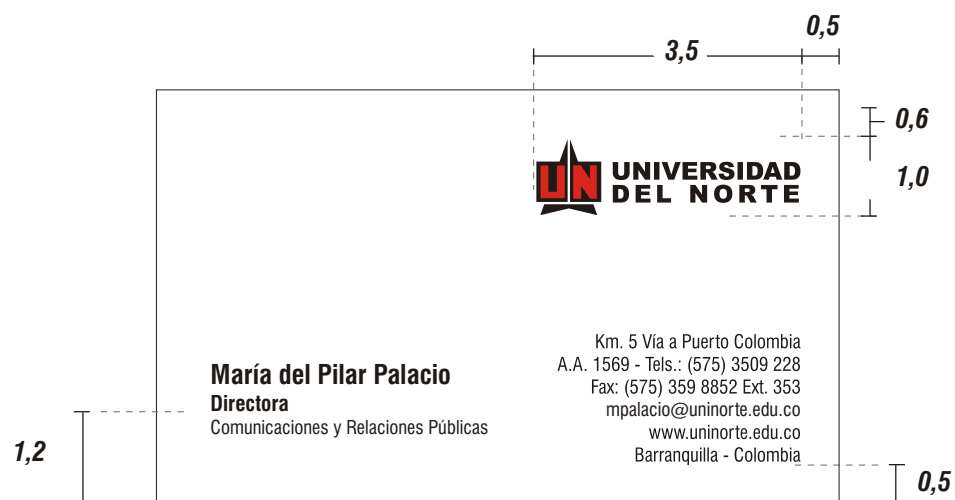 0,5
3,5
0,6
1,0
UN UNIVERSIDAD
DEL NORTE
Km. 5 Vía a Puerto Colombia
A.A. 1569 - Tels.: (575) 3509 228
Fax: (575) 359 8852 Ext. 353
mpalacio@uninorte.edu.co
www.uninorte.edu.co
Barranquilla - Colombia
María del Pilar Palacio
Directora
Comunicaciones y Relaciones Públicas
1,2
0,5